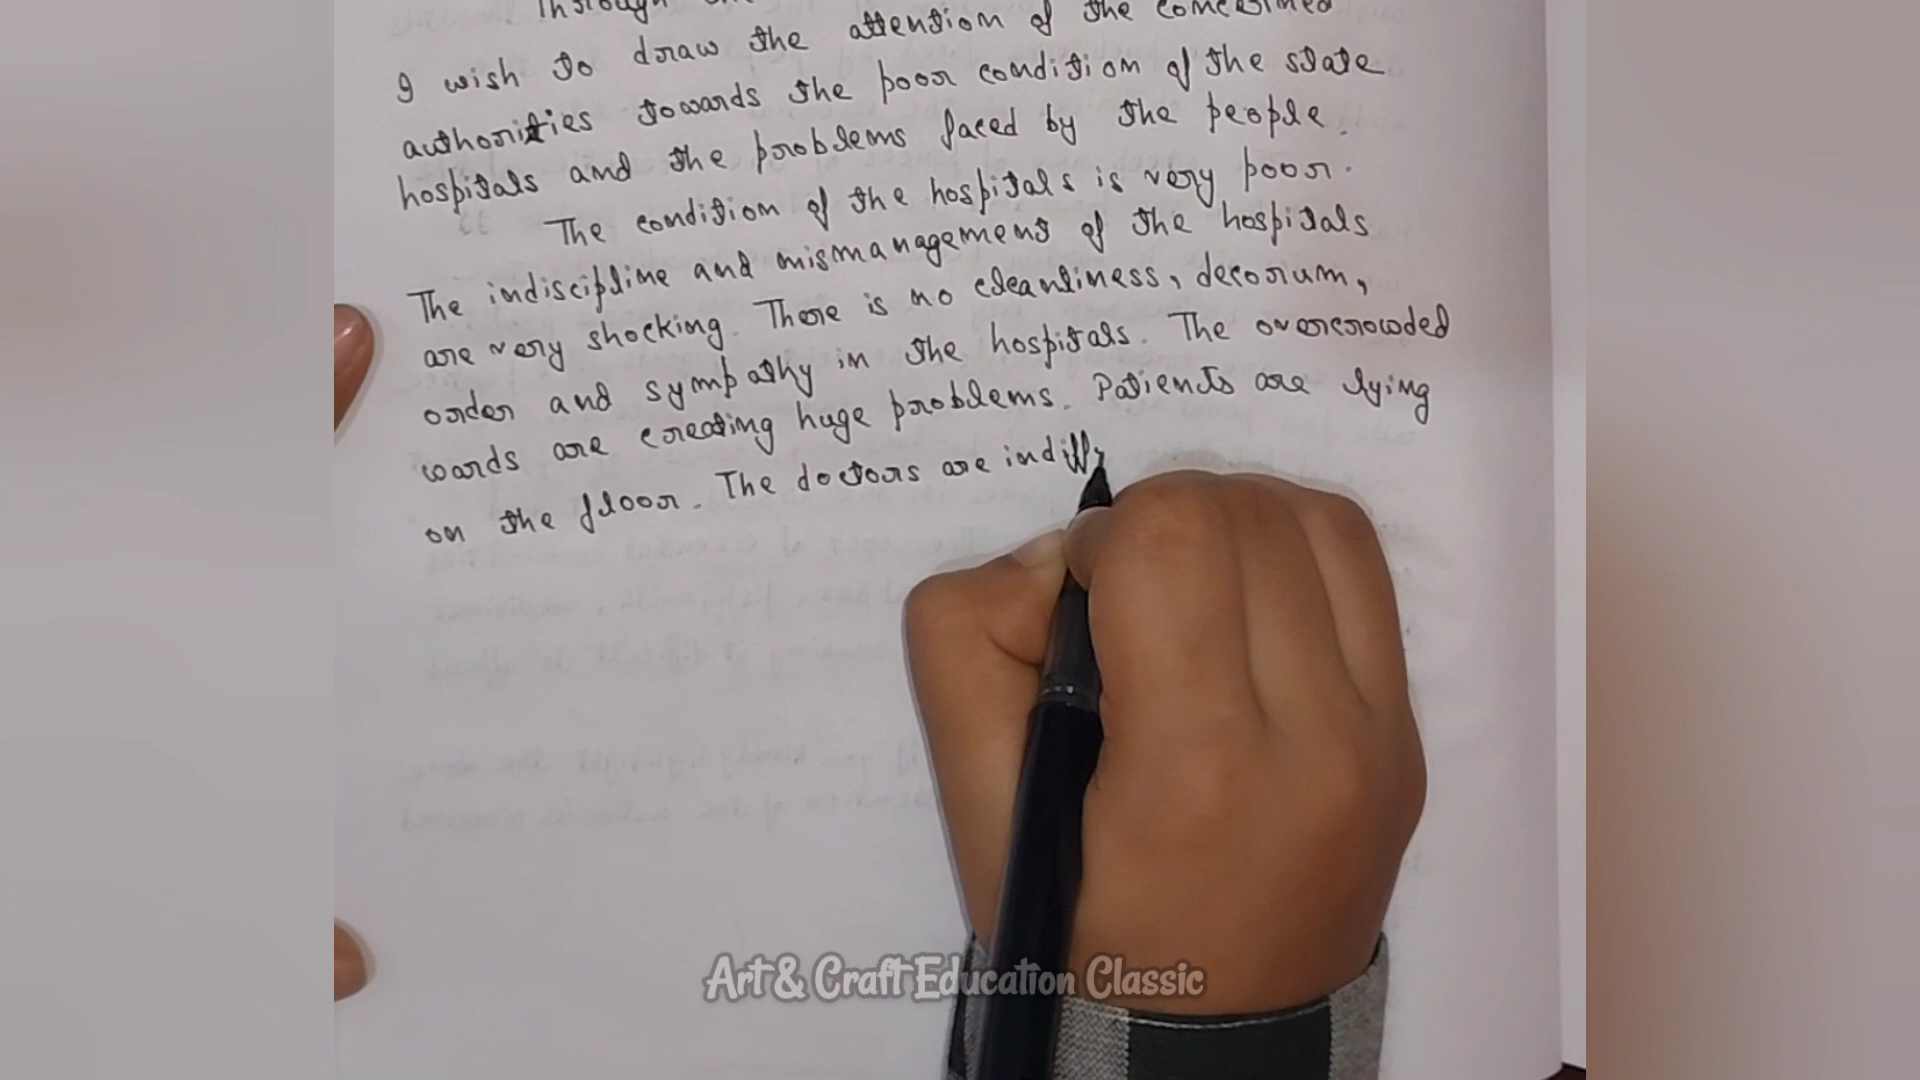 Through
I wish to draw the attention of the concerned
authorities towards the poor condition of the state
hospitals and the problems faced by the people.
The condition of the hospitals is very poor.
The indiscipline and mismanagement of the hospitals
are very shocking. There is no cleanliness, decorum,
order and sympathy in the hospitals. The overcrowded
wards are creating huge problems. Patients are lying
on the floor. The doctors are indiff
Art & Craft Education Classic